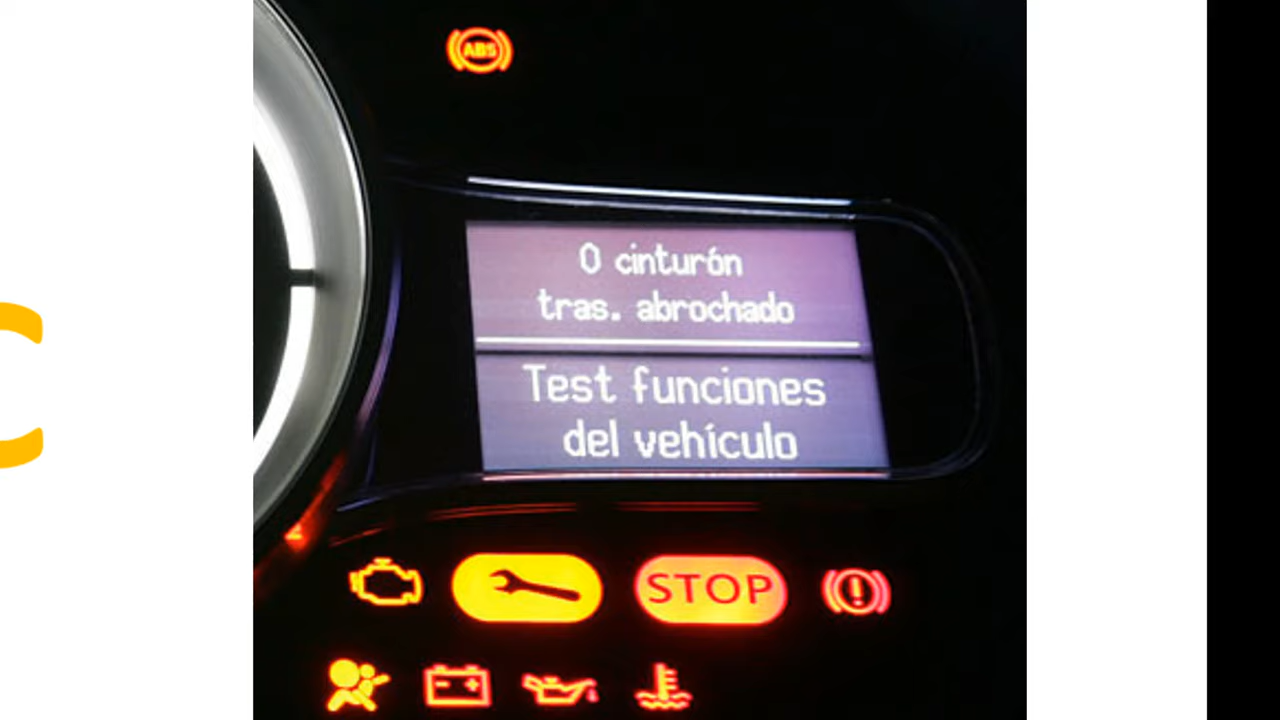 ABS
0 cinturón
tras. abrochado
Test funciones
del vehículo
STOP